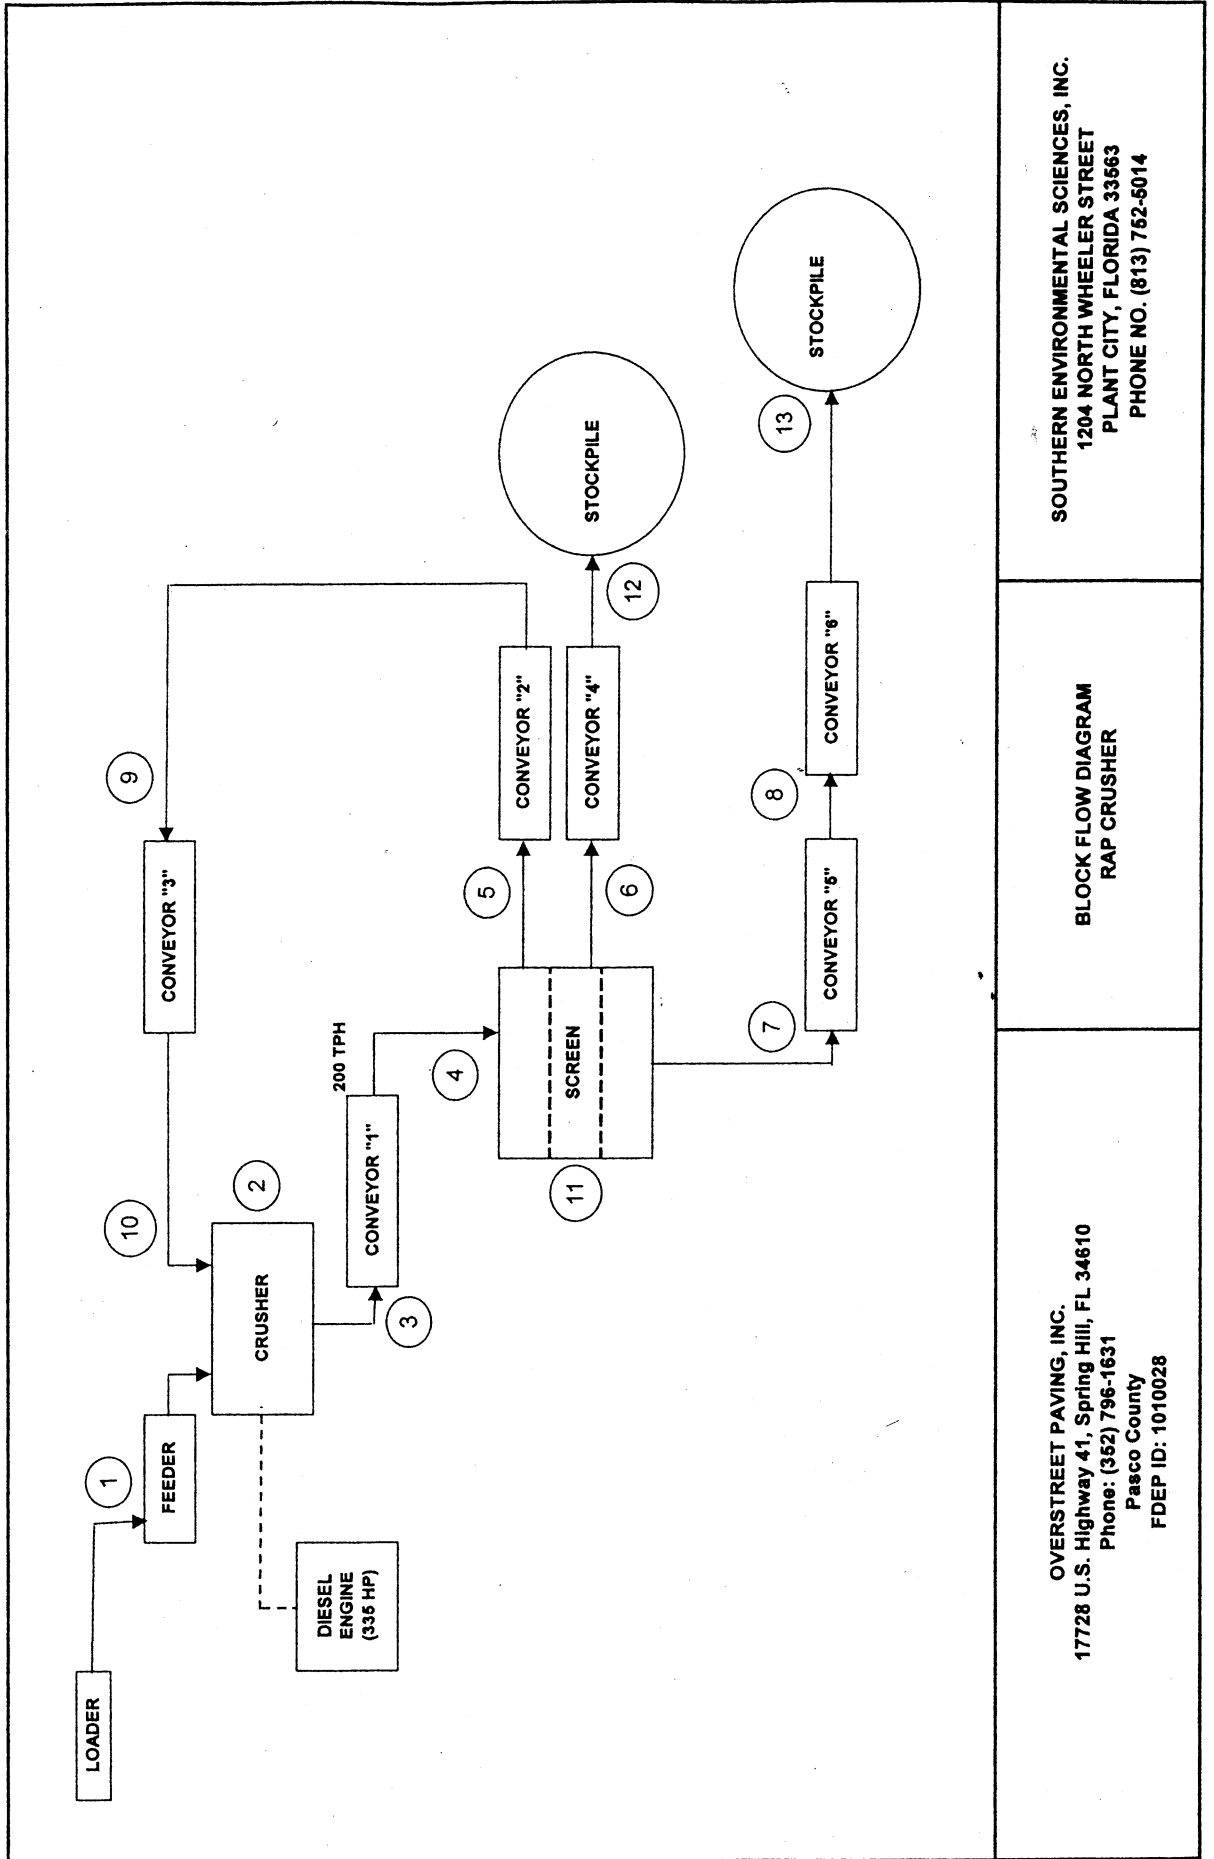 LOADER
1
FEEDER
DIESEL
ENGINE
(335 HP)
CRUSHER
2
10
CONVEYOR "3"
9
3
CONVEYOR "1"
200 TPH
4
11
SCREEN
5
CONVEYOR "2"
6
CONVEYOR "4"
12
STOCKPILE
7
CONVEYOR "5"
8
CONVEYOR "6"
13
STOCKPILE
OVERSTREET PAVING, INC.
17728 U.S. Highway 41, Spring Hill, FL 34610
Phone: (352) 796-1631
Pasco County
FDEP ID: 1010028
BLOCK FLOW DIAGRAM
RAP CRUSHER
SOUTHERN ENVIRONMENTAL SCIENCES, INC.
1204 NORTH WHEELER STREET
PLANT CITY, FLORIDA 33563
PHONE NO. (813) 752-5014